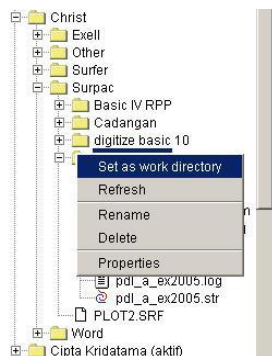 Christ
Exell
Other
Surfer
Surpac
Basic IV RPP
Cadangan
digitize basic 10
Set as work directory
Refresh
Rename
Delete
Properties
pdl_a_ex2005.log
pdl_a_ex2005.str
PLOT2.SRF
Word
Cipta Kridatama (aktif)